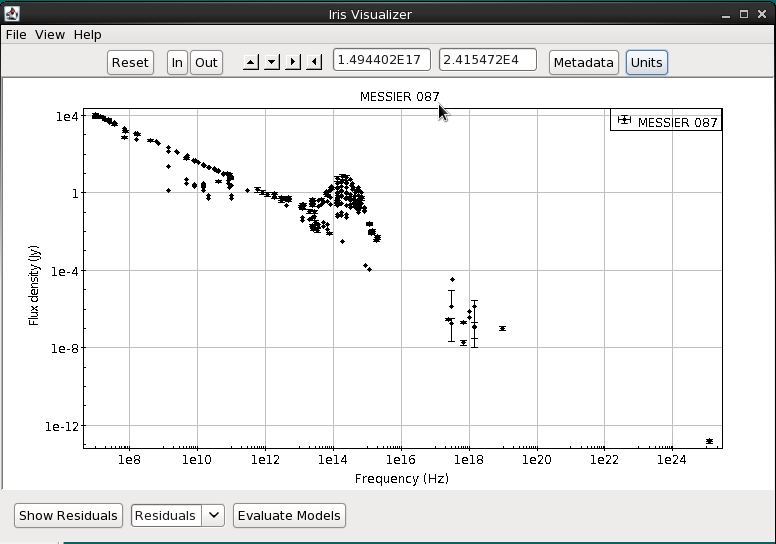 Iris Visualizer
File View Help
Reset In Out 1.494402E17 2.415472E4 Metadata Units
MESSIER 087
MESSIER 087
1e4
1
1e-4
1e-8
1e-12
Flux density (Jy)
1e8 1e10 1e12 1e14 1e16 1e18 1e20 1e22 1e24
Frequency (Hz)
Show Residuals Residuals Evaluate Models